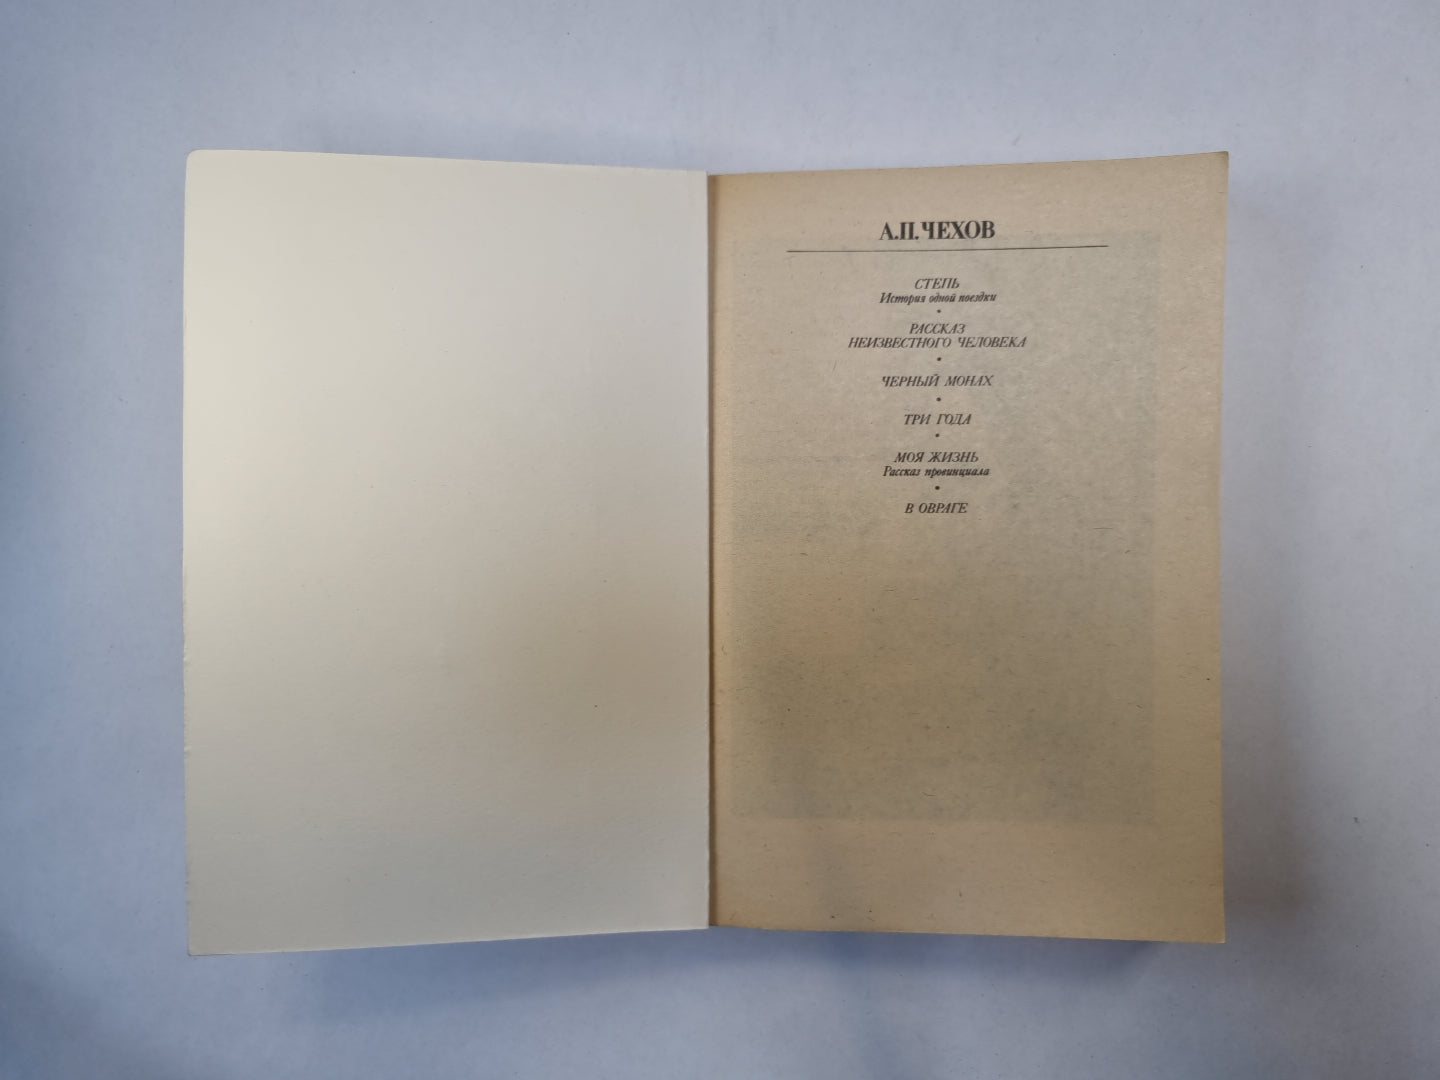 А.П. ЧЕХОВ
СТЕПЬ
История одной поездки
•
РАССКАЗ
НЕИЗВЕСТНОГО ЧЕЛОВЕКА
•
ЧЕРНЫЙ МОНАХ
•
ТРИ ГОДА
•
МОЯ ЖИЗНЬ
Рассказ провинциала
•
В ОВРАГЕ